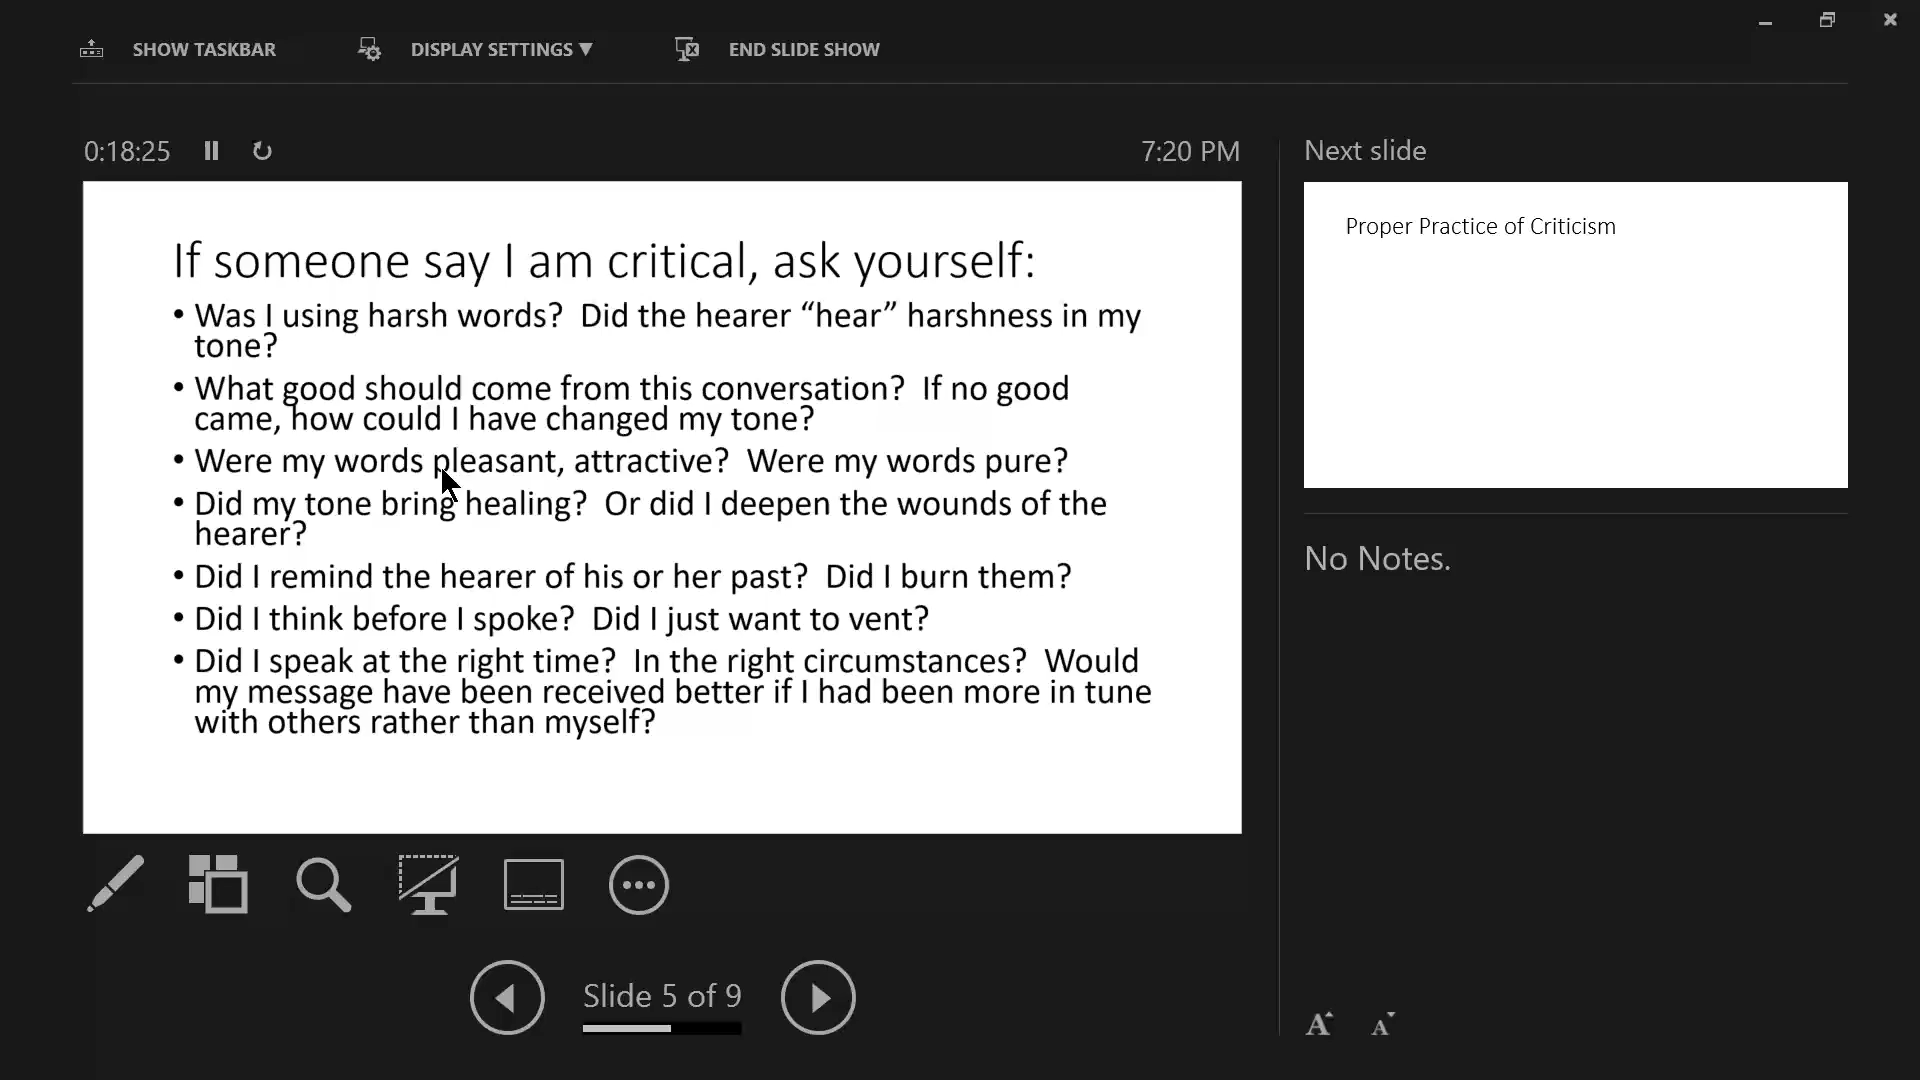 SHOW TASKBAR
DISPLAY SETTINGS ▼
END SLIDE SHOW
0:18:25
7:20 PM
If someone say I am critical, ask yourself:
• Was I using harsh words?  Did the hearer “hear” harshness in my
tone?
• What good should come from this conversation?  If no good
came, how could I have changed my tone?
• Were my words pleasant, attractive?  Were my words pure?
• Did my tone bring healing?  Or did I deepen the wounds of the
hearer?
• Did I remind the hearer of his or her past?  Did I burn them?
• Did I think before I spoke?  Did I just want to vent?
• Did I speak at the right time?  In the right circumstances?  Would
my message have been received better if I had been more in tune
with others rather than myself?
Slide 5 of 9
Next slide
Proper Practice of Criticism
No Notes.
A
A